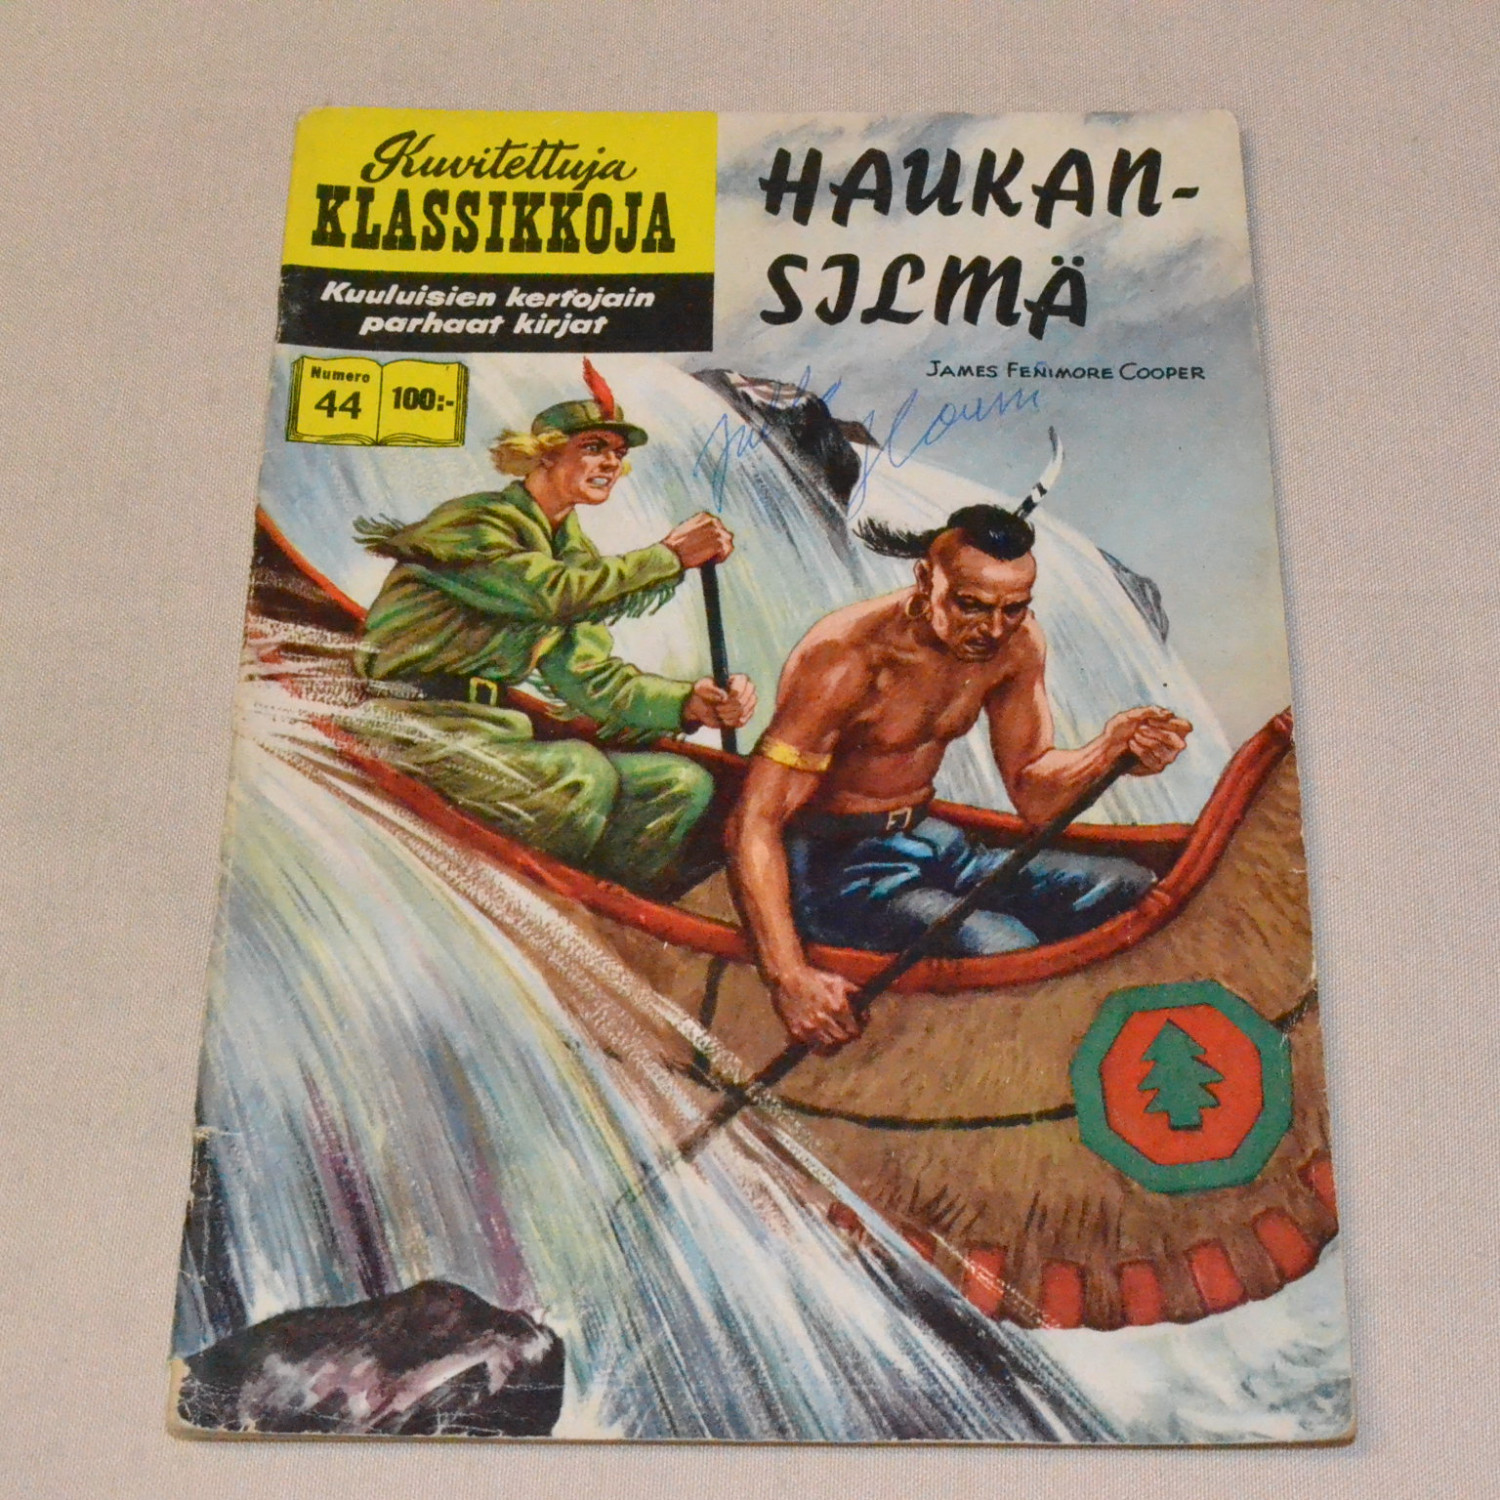 Kuvitettuja
KLASSIKKOJA
Kuuluisien kertojain
parhaat kirjat
Numero
44
100:-
HAUKAN-
SILMÄ
JAMES FENIMORE COOPER